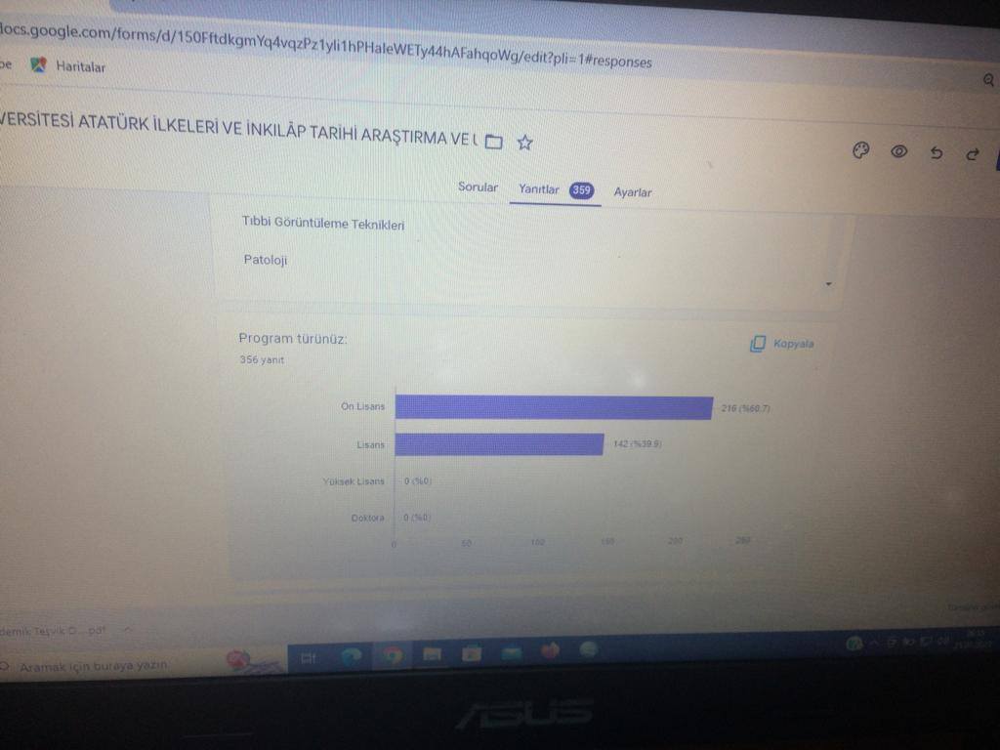 docs.google.com/forms/d/150FftdkgmYq4vqzPz1yli1hPHaleWETy44hAFahqoWg/edit?pli=1#responses
Haritalar
VERSİTESİ ATATÜRK İLKELERİ VE İNKILÂP TARİHİ ARAŞTIRMA VE U
Sorular Yanıtlar 359 Ayarlar
Tıbbi Görüntüleme Teknikleri
Patoloji
Program türünüz:
Kopyala
356 yanıt
Ön Lisans 216 (%60,7)
Lisans 142 (%39,9)
Yüksek Lisans 0 (%0)
Doktora 0 (%0)
0 50 100 150 200 250
demik Teşvik D....pdf
Aramak için buraya yazın
ASUS